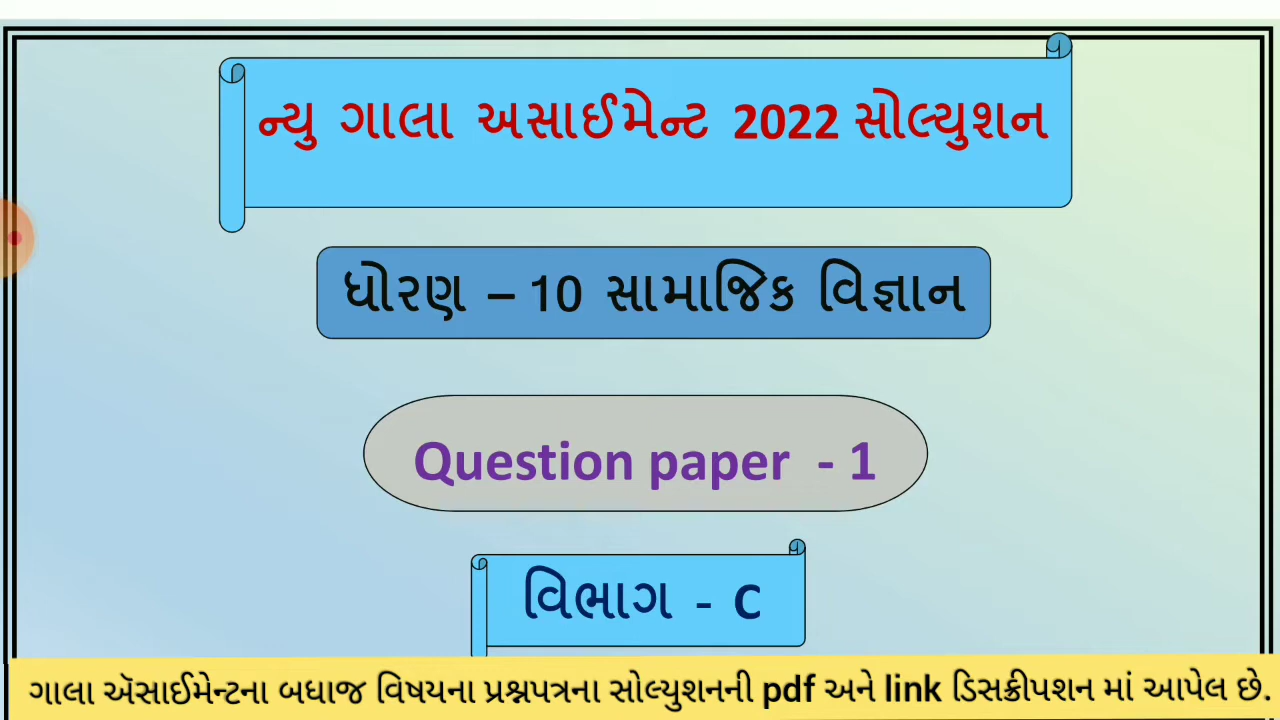 ન્યુ ગાલા અસાઈમેન્ટ 2022 સોલ્યુશન
ધોરણ – 10 સામાજિક વિજ્ઞાન
Question paper - 1
વિભાગ - C
ગાલા ઍસાઈમેન્ટના બધાજ વિષયના પ્રશ્નપત્રના સોલ્યુશનની pdf અને link ડિસક્રીપશન માં આપેલ છે.